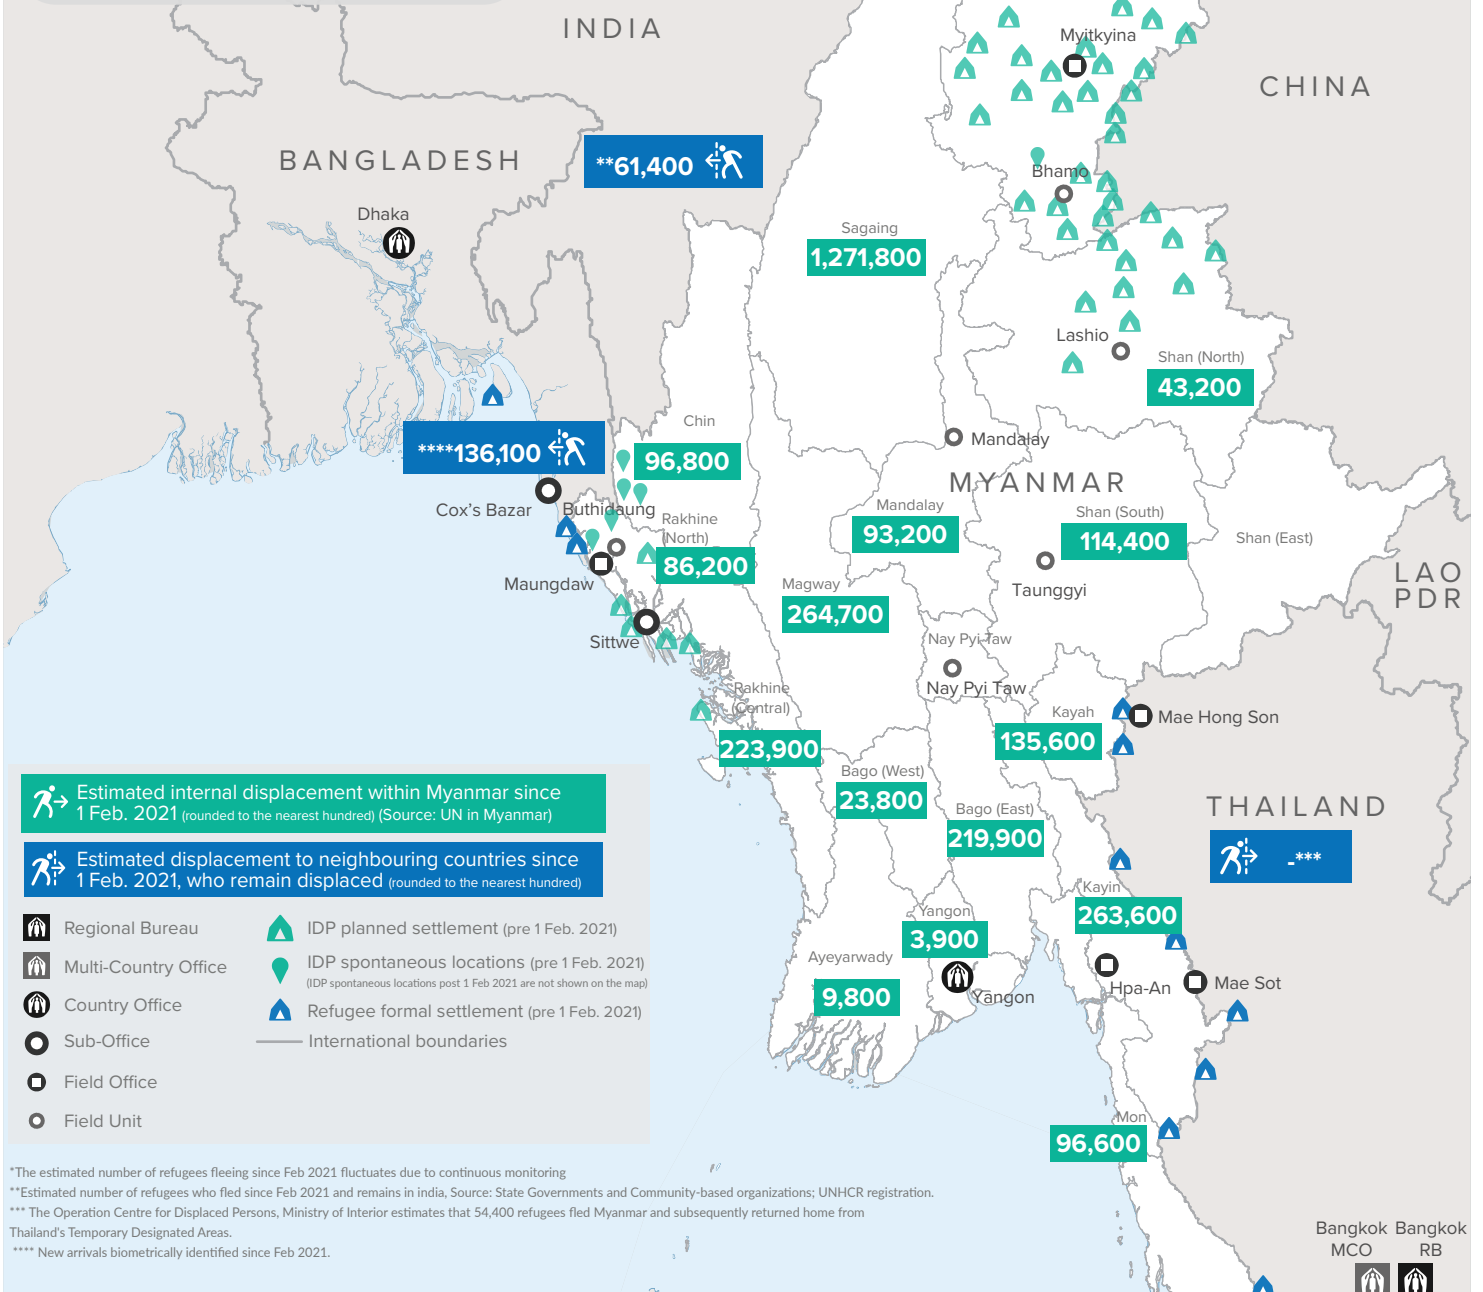 INDIA
Myitkyina
CHINA
BANGLADESH
**61,400
Bhamo
Dhaka
Sagaing
1,271,800
Lashio
Shan (North)
43,200
Chin
****136,100
96,800
Mandalay
MYANMAR
Cox's Bazar
Buthidaung
Rakhine
(North)
86,200
Mandalay
93,200
Shan (South)
114,400
Shan (East)
LAO
PDR
Maungdaw
Magway
264,700
Taunggyi
Sittwe
Nay Pyi Taw
Nay Pyi Taw
Rakhine
(Central)
223,900
Kayah
135,600
Mae Hong Son
Bago (West)
23,800
Bago (East)
219,900
THAILAND
-***
Kayin
263,600
Yangon
3,900
Ayeyarwady
9,800
Yangon
Hpa-An
Mae Sot
Mon
96,600
Estimated internal displacement within Myanmar since
1 Feb. 2021 (rounded to the nearest hundred) (Source: UN in Myanmar)
Estimated displacement to neighbouring countries since
1 Feb. 2021, who remain displaced (rounded to the nearest hundred)
Regional Bureau
Multi-Country Office
Country Office
Sub-Office
Field Office
Field Unit
IDP planned settlement (pre 1 Feb. 2021)
IDP spontaneous locations (pre 1 Feb. 2021)
(IDP spontaneous locations post 1 Feb 2021 are not shown on the map)
Refugee formal settlement (pre 1 Feb. 2021)
International boundaries
*The estimated number of refugees fleeing since Feb 2021 fluctuates due to continuous monitoring
**Estimated number of refugees who fled since Feb 2021 and remains in india, Source: State Governments and Community-based organizations; UNHCR registration.
*** The Operation Centre for Displaced Persons, Ministry of Interior estimates that 54,400 refugees fled Myanmar and subsequently returned home from
Thailand's Temporary Designated Areas.
**** New arrivals biometrically identified since Feb 2021.
Bangkok
MCO
Bangkok
RB